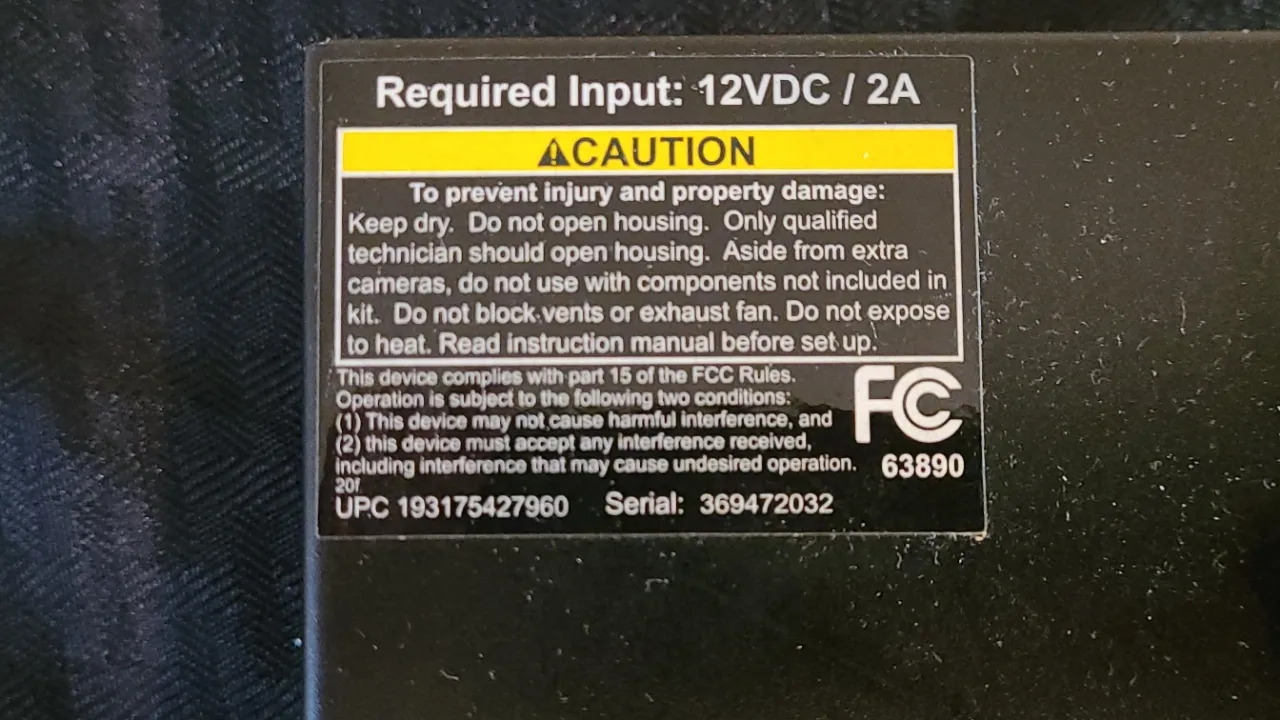 Required Input: 12VDC / 2A
⚠CAUTION
To prevent injury and property damage:
Keep dry. Do not open housing. Only qualified
technician should open housing. Aside from extra
cameras, do not use with components not included in
kit. Do not block vents or exhaust fan. Do not expose
to heat. Read instruction manual before set up.
This device complies with part 15 of the FCC Rules.
Operation is subject to the following two conditions:
(1) This device may not cause harmful interference, and
(2) this device must accept any interference received,
including interference that may cause undesired operation.
FC
63890
20f
UPC 193175427960 Serial: 369472032